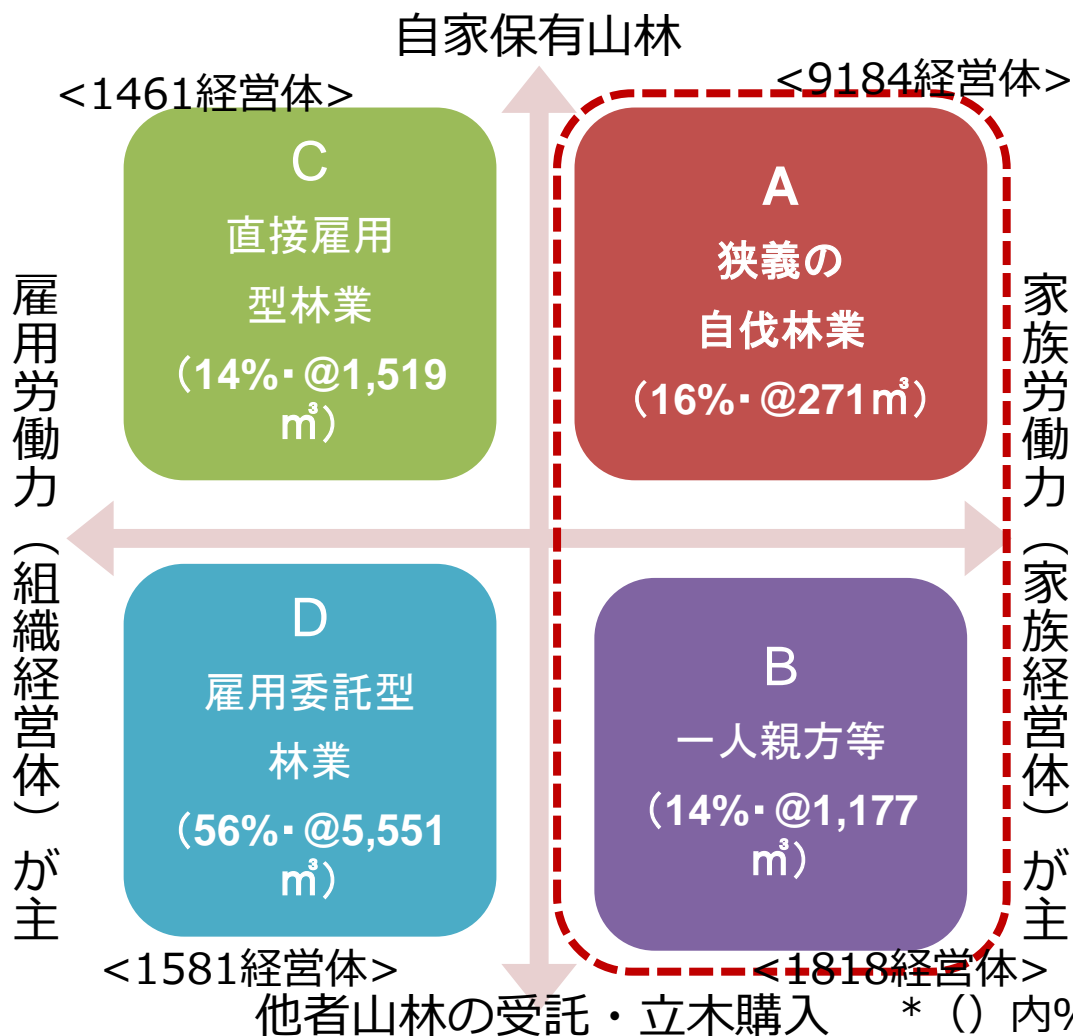 自家保有山林
<1461経営体>
<9184経営体>
C
直接雇用
型林業
（14%・@1,519
㎥）
A
狭義の
自伐林業
（16%・@271㎥）
雇用労働力（組織経営体）が主
家族労働力（家族経営体）が主
D
雇用委託型
林業
（56%・@5,551
㎥）
B
一人親方等
（14%・@1,177
㎥）
<1581経営体>
<1818経営体>
他者山林の受託・立木購入
*（）内%